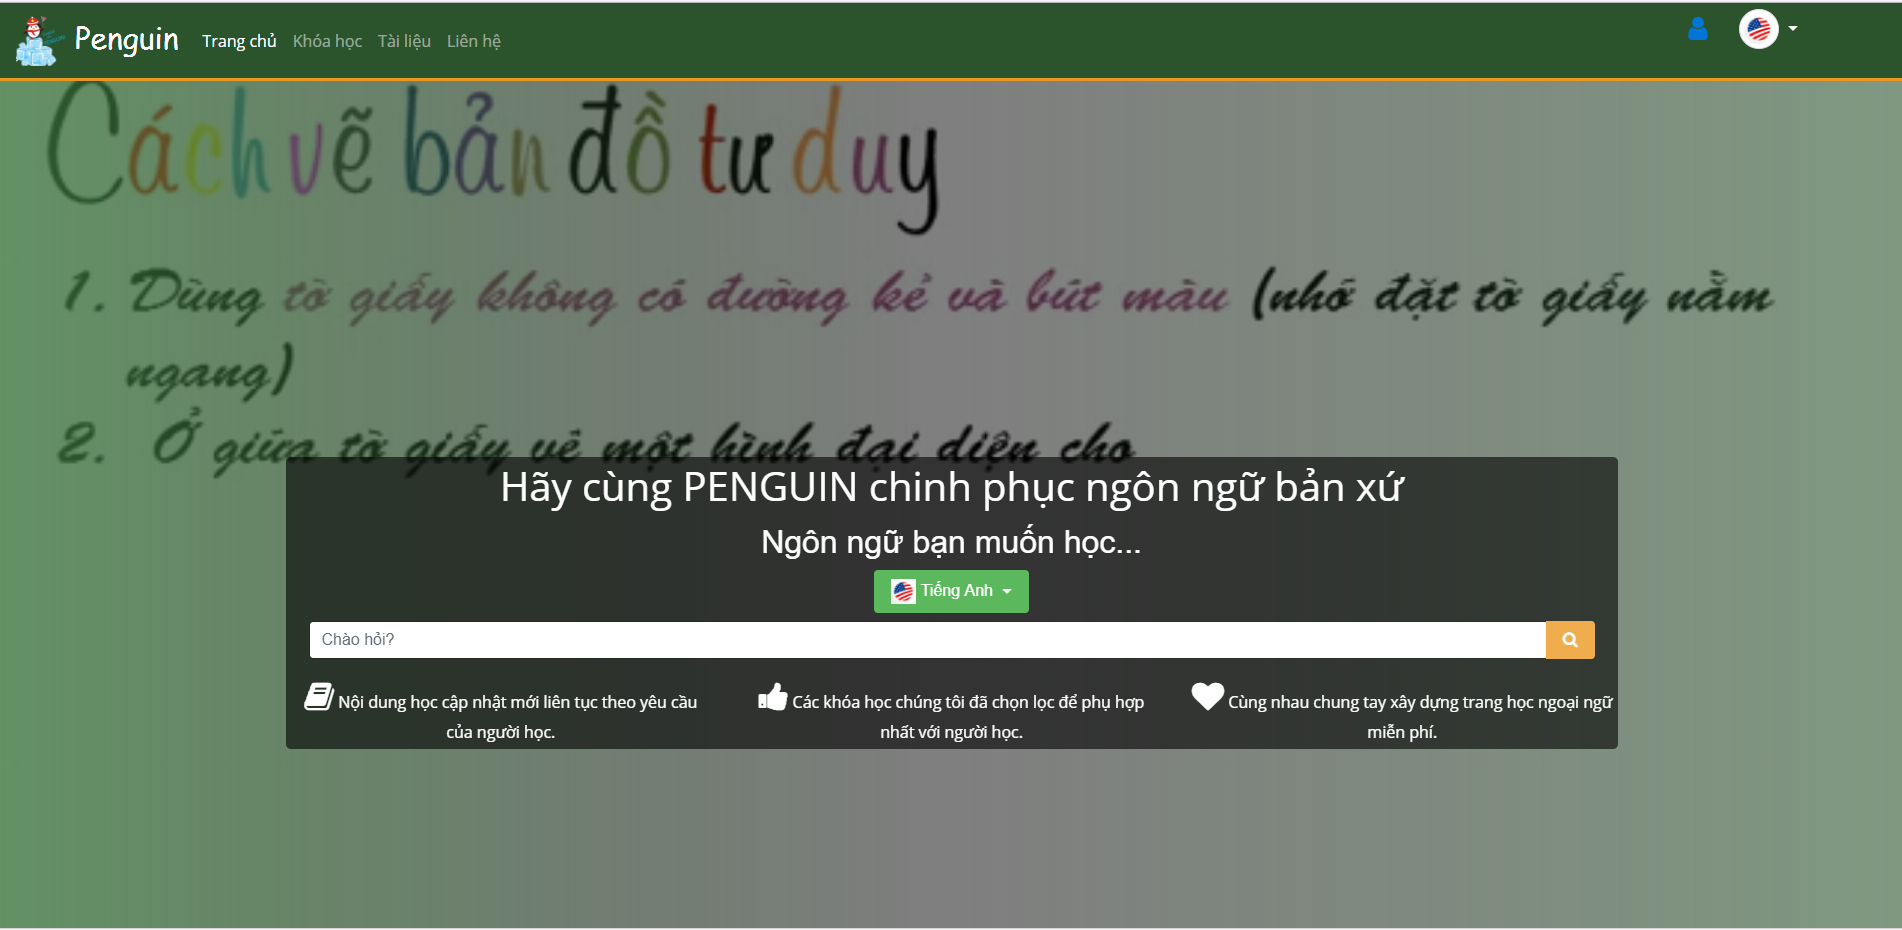 Penguin
Trang chủ Khóa học Tài liệu Liên hệ
Cách vẽ bản đồ tư duy
1. Dùng tờ giấy không có đường kẻ và bút màu (nhớ đặt tờ giấy nằm
ngang)
2. Ở giữa tờ giấy vẽ một hình đại diện cho
Hãy cùng PENGUIN chinh phục ngôn ngữ bản xứ
Ngôn ngữ bạn muốn học...
Tiếng Anh
Chào hỏi?
Nội dung học cập nhật mới liên tục theo yêu cầu
của người học.
Các khóa học chúng tôi đã chọn lọc để phụ hợp
nhất với người học.
Cùng nhau chung tay xây dựng trang học ngoại ngữ
miễn phí.